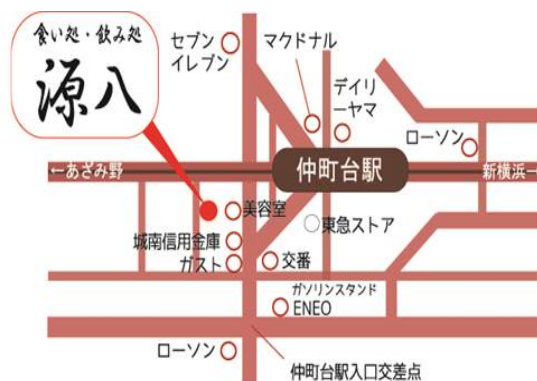 食い処・飲み処
源八
セブン
イレブン
マクドナル
デイリ
ーヤマ
ローソン
←あざみ野
仲町台駅
新横浜→
美容室
東急ストア
城南信用金庫
ガスト
交番
ガソリンスタンド
ENEO
ローソン
仲町台駅入口交差点